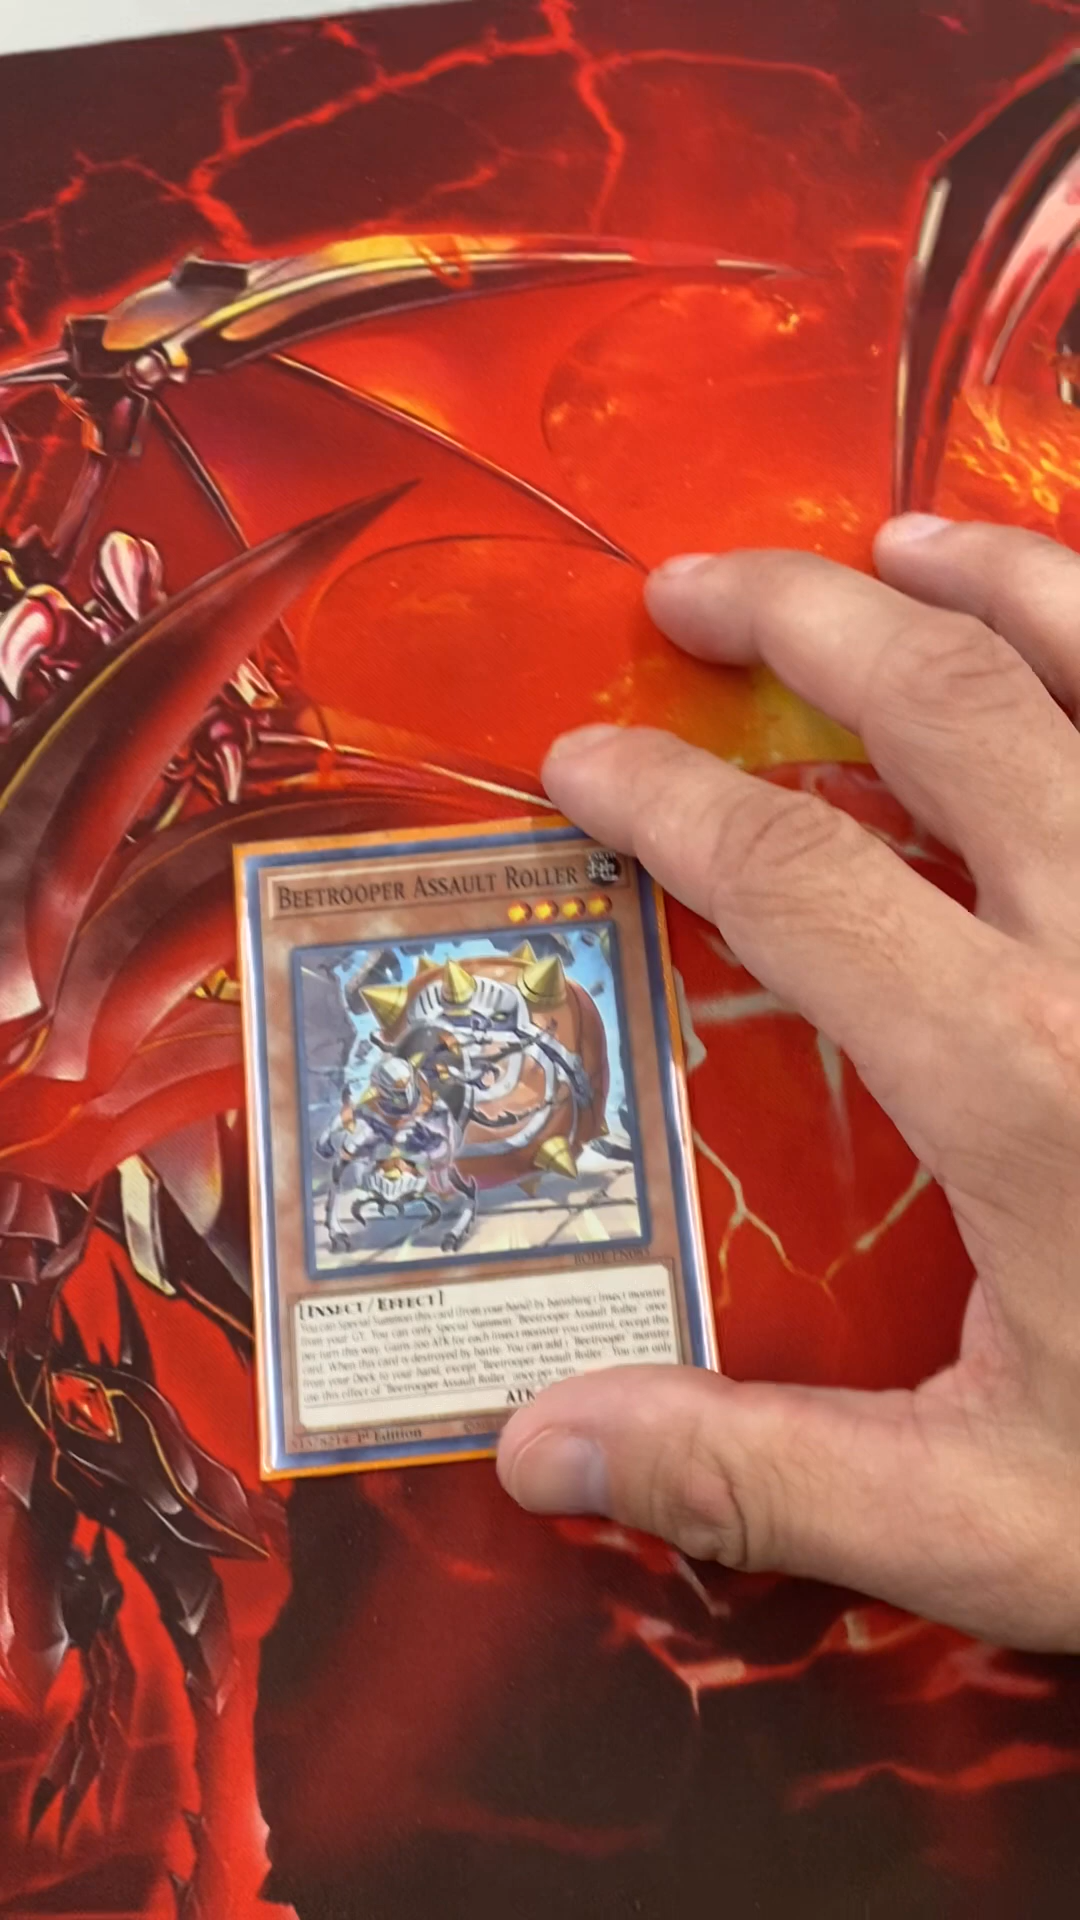 Beetrooper Assault Roller
地
[Insect / Effect]
You can Special Summon this card (from your hand) by banishing 1 Insect monster
from your GY. You can only Special Summon "Beetrooper Assault Roller" once
per turn this way. Gains 200 ATK for each Insect monster you control, except this
card. When this card is destroyed by battle: You can add 1 "Beetrooper" monster
from your Deck to your hand, except "Beetrooper Assault Roller". You can only
use this effect of "Beetrooper Assault Roller" once per turn.
ATK
1st Edition